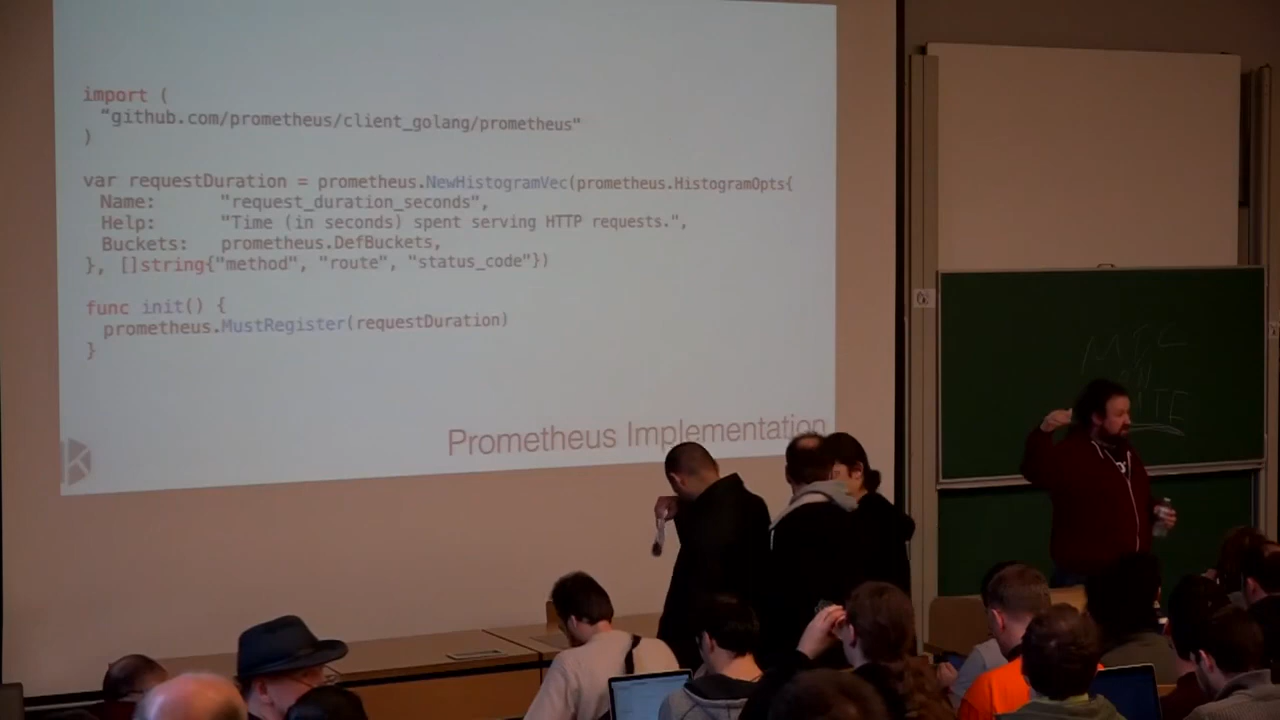 import (
"github.com/prometheus/client_golang/prometheus"
)
var requestDuration = prometheus.NewHistogramVec(prometheus.HistogramOpts{
Name: "request_duration_seconds",
Help: "Time (in seconds) spent serving HTTP requests.",
Buckets: prometheus.DefBuckets,
}, []string{"method", "route", "status_code"})
func init() {
prometheus.MustRegister(requestDuration)
}
Prometheus Implementation